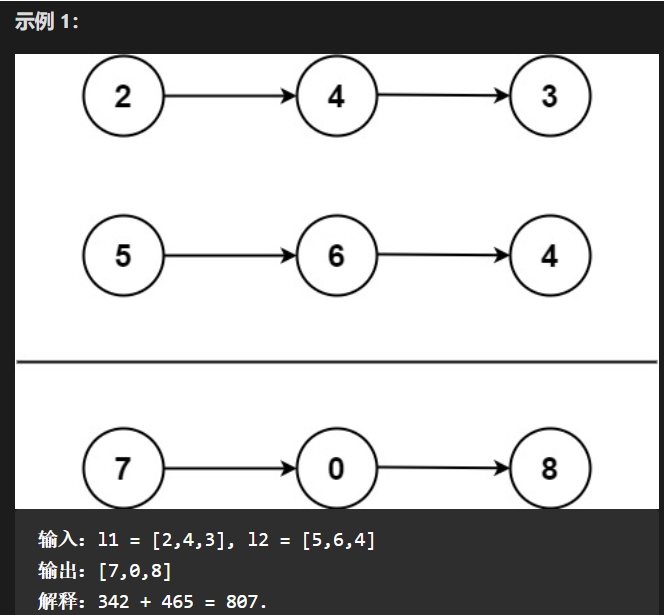 示例 1：
2 4 3
5 6 4
7 0 8
输入：l1 = [2,4,3], l2 = [5,6,4]
输出：[7,0,8]
解释：342 + 465 = 807.